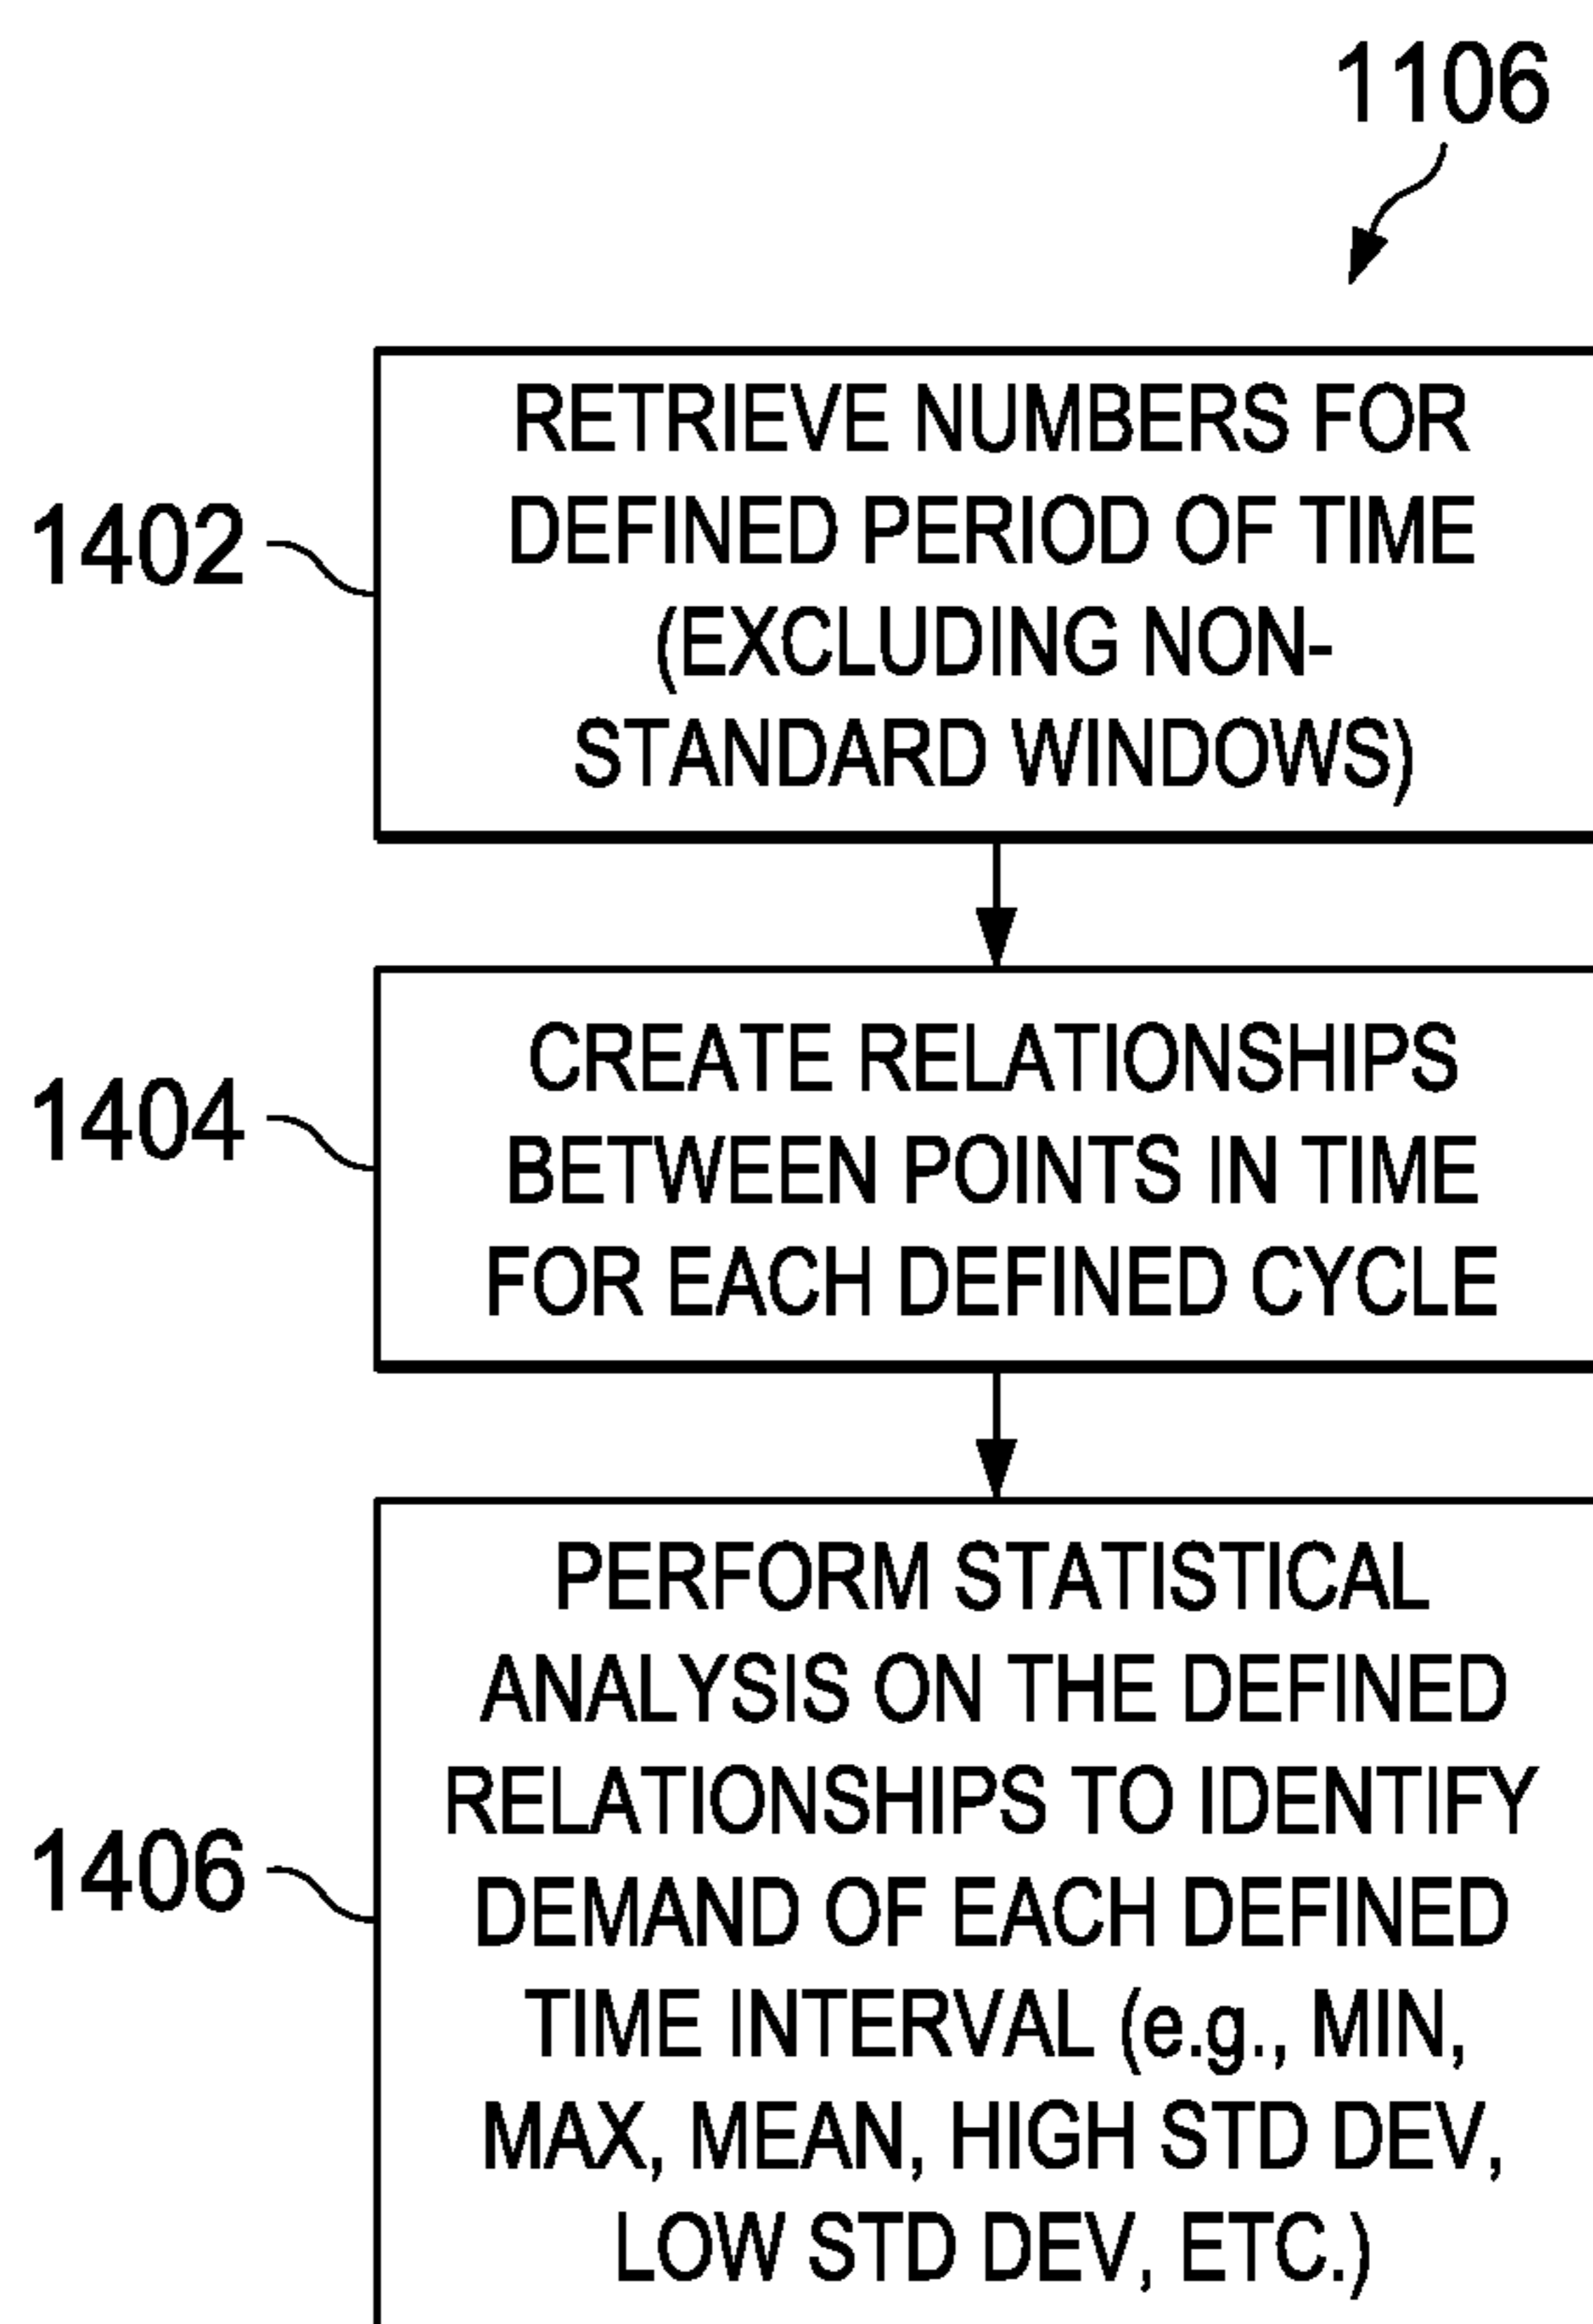 1106
1402
RETRIEVE NUMBERS FOR
DEFINED PERIOD OF TIME
(EXCLUDING NON-
STANDARD WINDOWS)
1404
CREATE RELATIONSHIPS
BETWEEN POINTS IN TIME
FOR EACH DEFINED CYCLE
1406
PERFORM STATISTICAL
ANALYSIS ON THE DEFINED
RELATIONSHIPS TO IDENTIFY
DEMAND OF EACH DEFINED
TIME INTERVAL (e.g., MIN,
MAX, MEAN, HIGH STD DEV,
LOW STD DEV, ETC.)